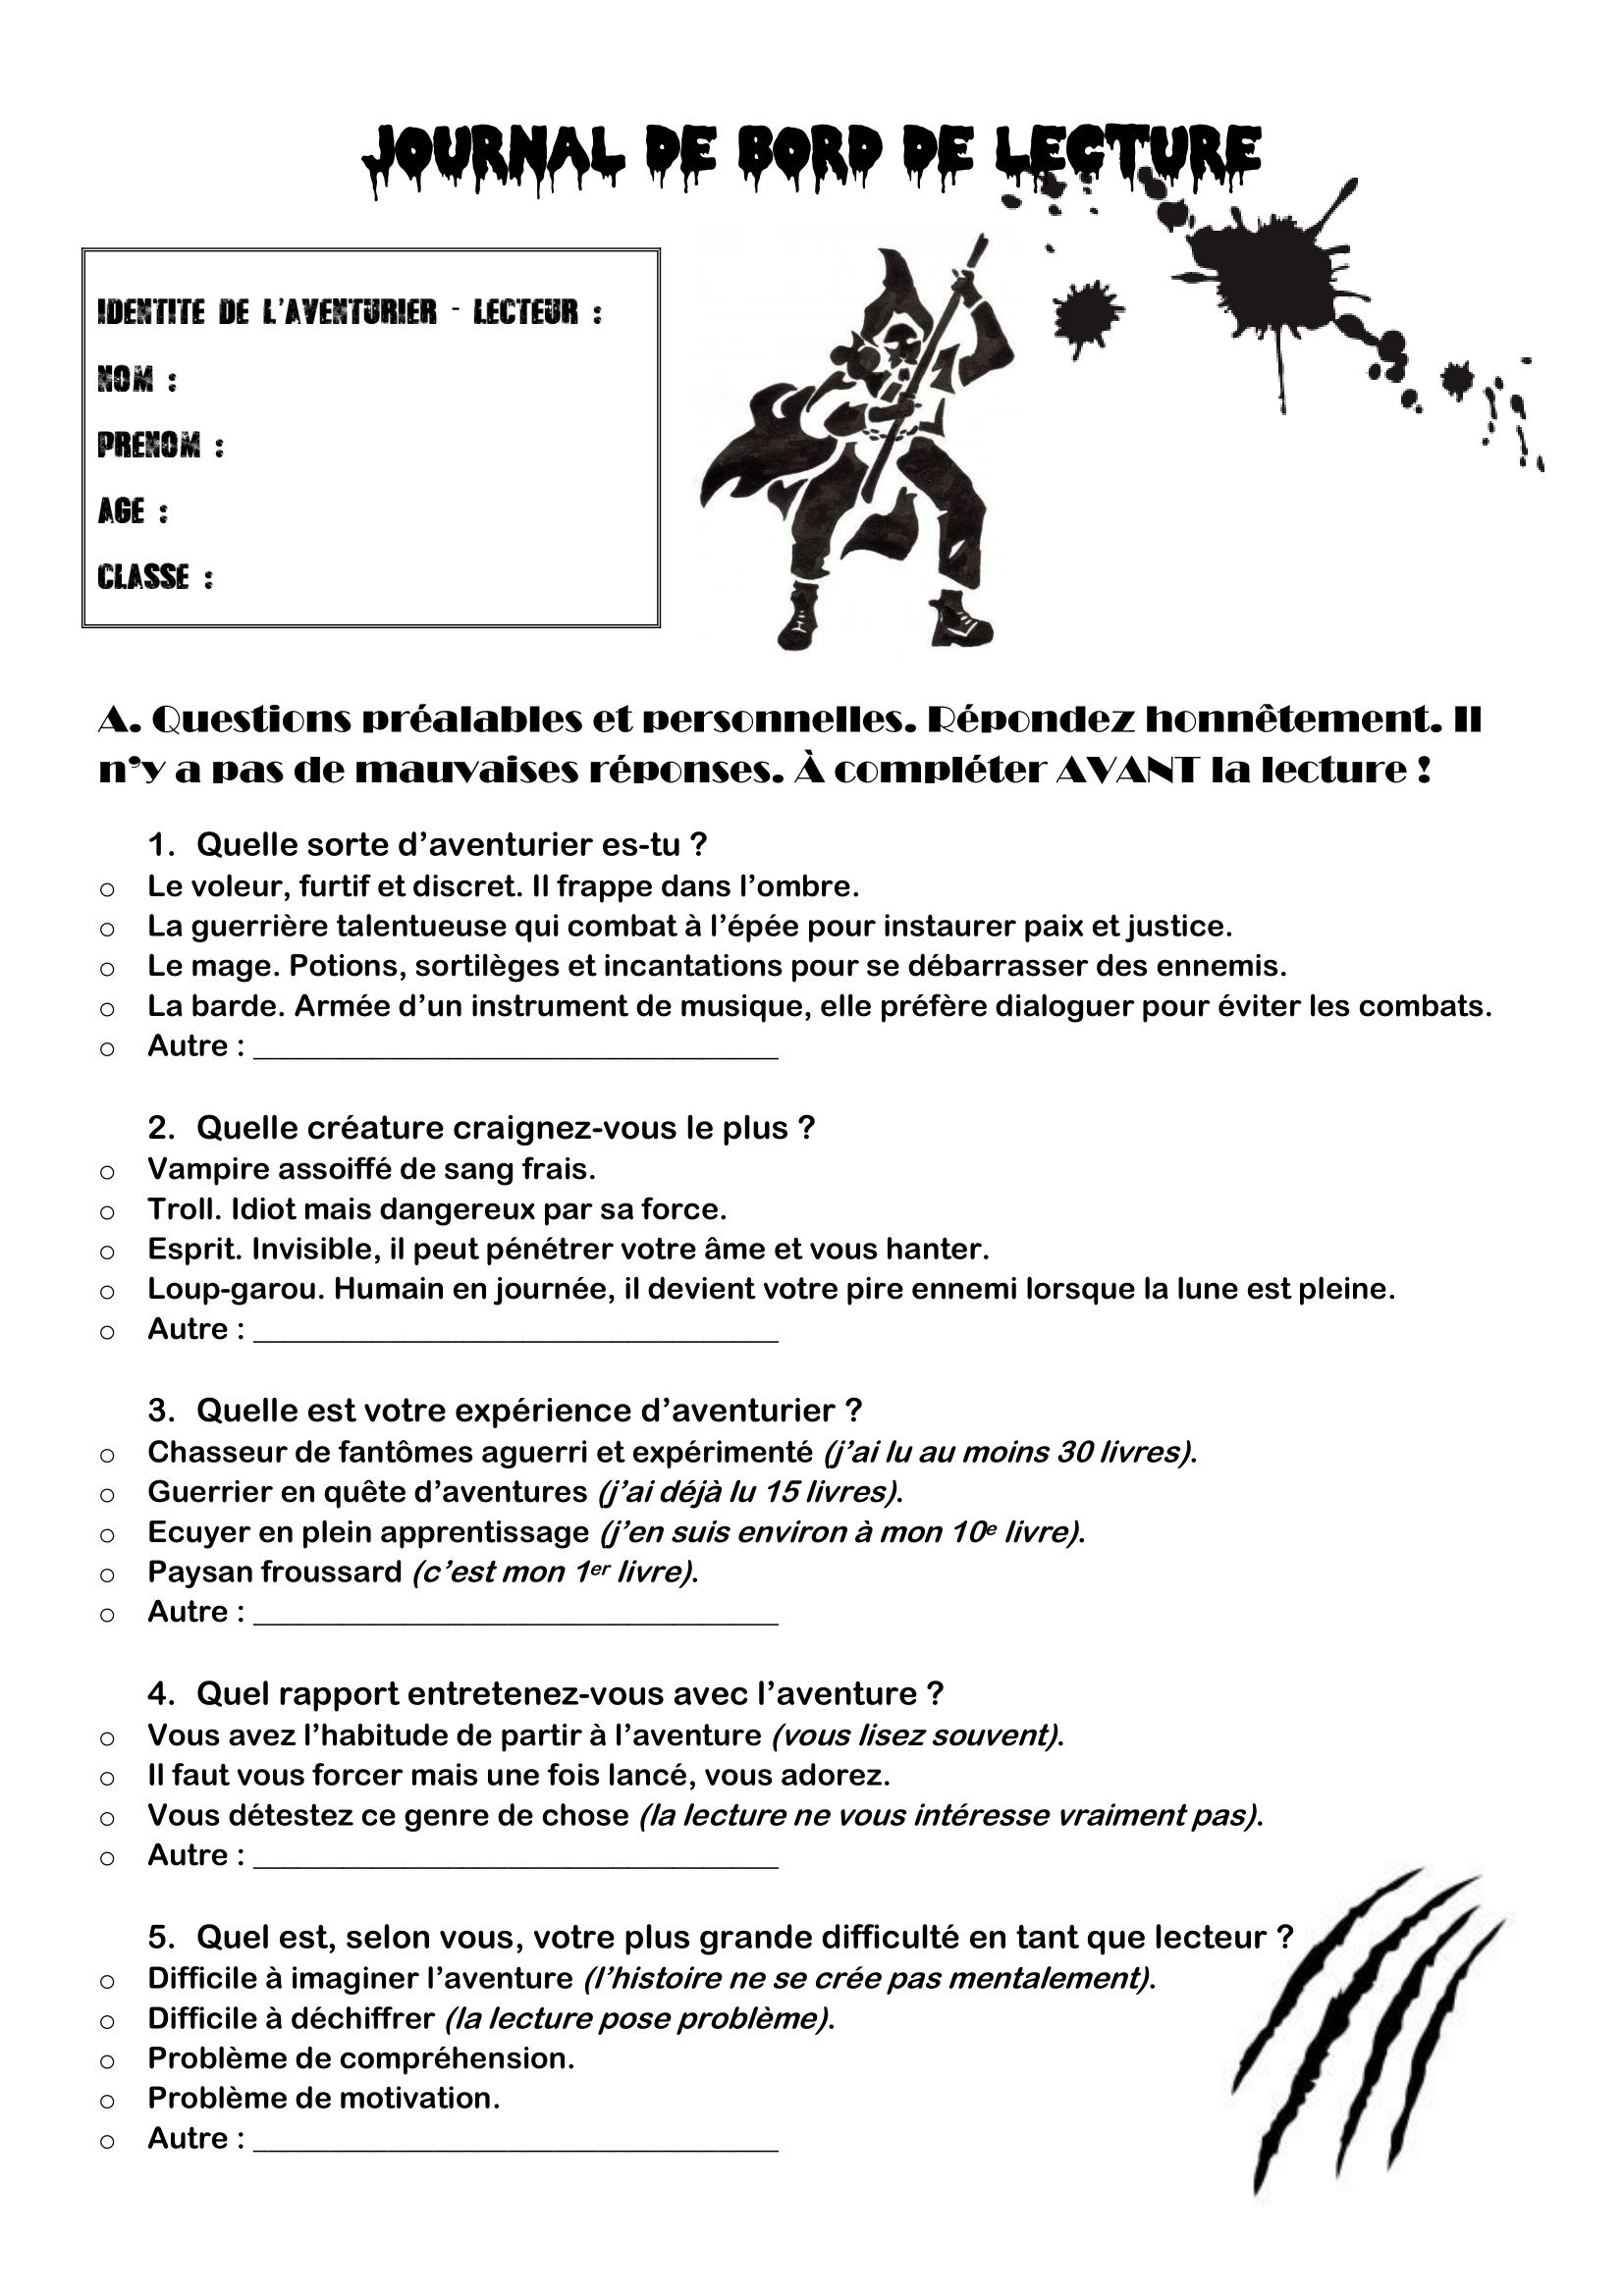 JOURNAL DE BORD DE LECTURE
IDENTITE DE L'AVENTURIER - LECTEUR :
NOM :
PRENOM :
AGE :
CLASSE :
A. Questions préalables et personnelles. Répondez honnêtement. Il
n'y a pas de mauvaises réponses. À compléter AVANT la lecture !
1. Quelle sorte d'aventurier es-tu ?
o Le voleur, furtif et discret. Il frappe dans l'ombre.
o La guerrière talentueuse qui combat à l'épée pour instaurer paix et justice.
o Le mage. Potions, sortilèges et incantations pour se débarrasser des ennemis.
o La barde. Armée d'un instrument de musique, elle préfère dialoguer pour éviter les combats.
o Autre : ___________________________________
2. Quelle créature craignez-vous le plus ?
o Vampire assoiffé de sang frais.
o Troll. Idiot mais dangereux par sa force.
o Esprit. Invisible, il peut pénétrer votre âme et vous hanter.
o Loup-garou. Humain en journée, il devient votre pire ennemi lorsque la lune est pleine.
o Autre : ___________________________________
3. Quelle est votre expérience d'aventurier ?
o Chasseur de fantômes aguerri et expérimenté (j'ai lu au moins 30 livres).
o Guerrier en quête d'aventures (j'ai déjà lu 15 livres).
o Ecuyer en plein apprentissage (j'en suis environ à mon 10e livre).
o Paysan froussard (c'est mon 1er livre).
o Autre : ___________________________________
4. Quel rapport entretenez-vous avec l'aventure ?
o Vous avez l'habitude de partir à l'aventure (vous lisez souvent).
o Il faut vous forcer mais une fois lancé, vous adorez.
o Vous détestez ce genre de chose (la lecture ne vous intéresse vraiment pas).
o Autre : ___________________________________
5. Quel est, selon vous, votre plus grande difficulté en tant que lecteur ?
o Difficile à imaginer l'aventure (l'histoire ne se crée pas mentalement).
o Difficile à déchiffrer (la lecture pose problème).
o Problème de compréhension.
o Problème de motivation.
o Autre : ___________________________________